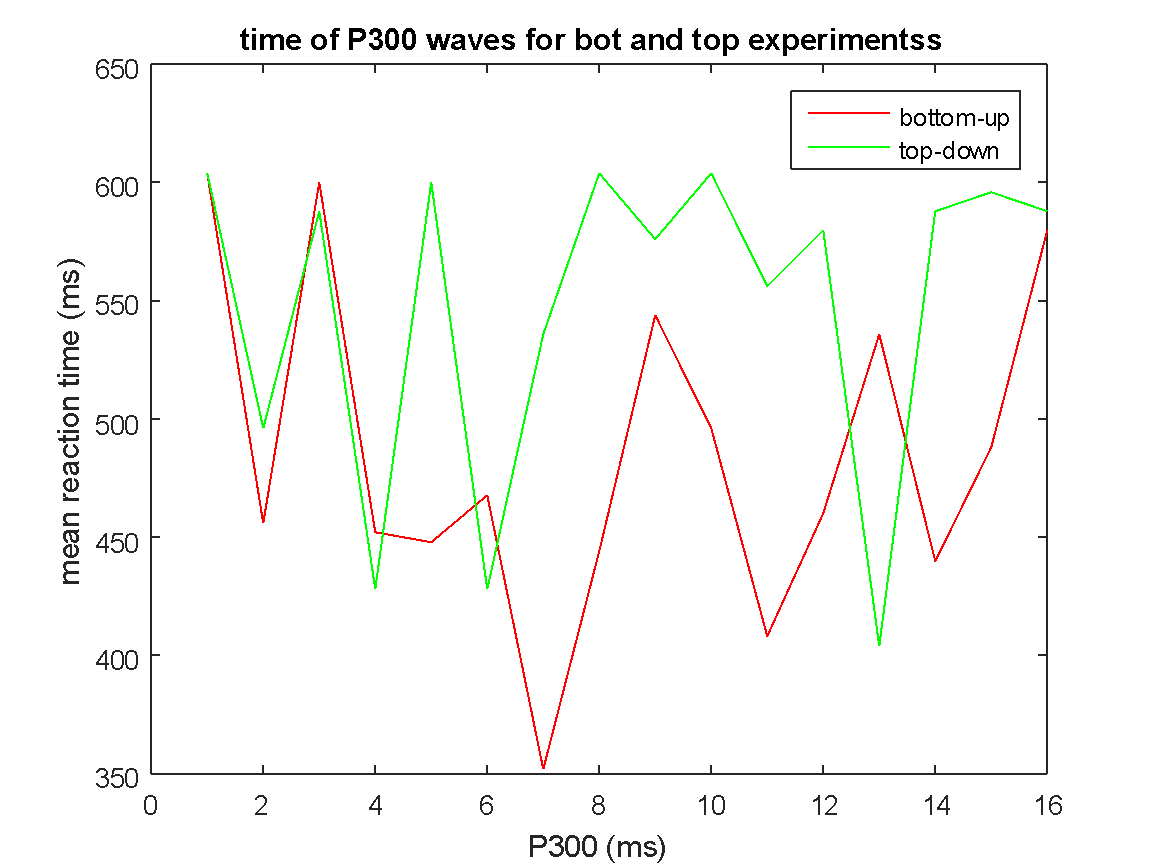 time of P300 waves for bot and top experimentss
650
600
550
500
450
400
350
mean reaction time (ms)
bottom-up
top-down
0 2 4 6 8 10 12 14 16
P300 (ms)